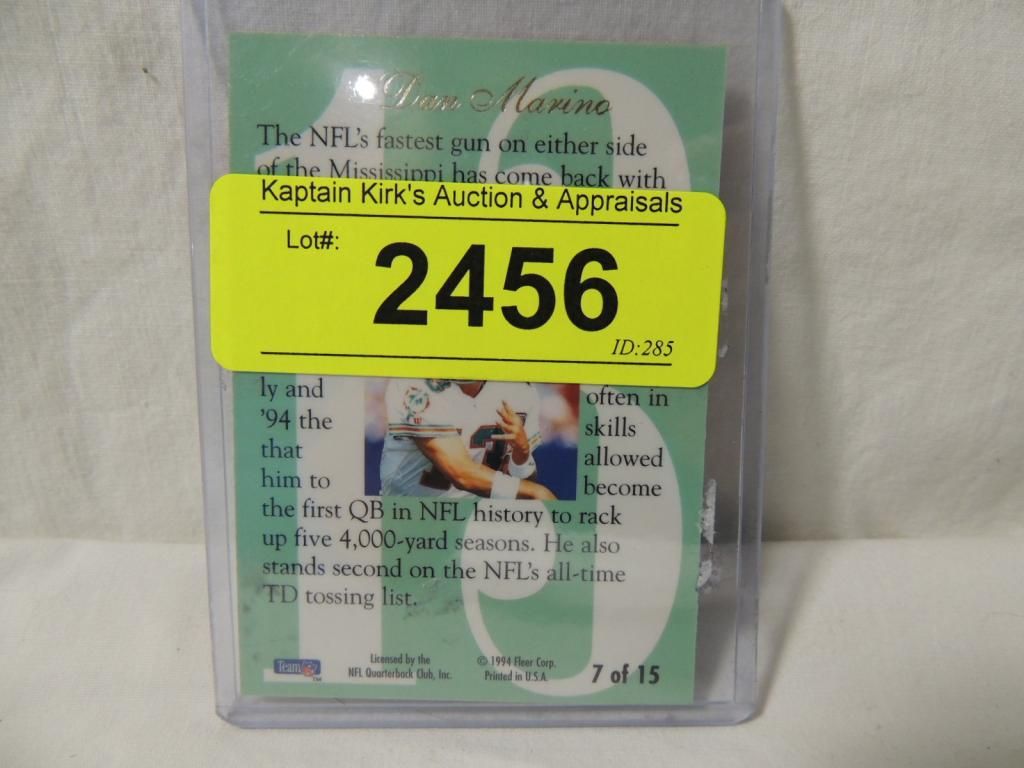 Dan Marino
The NFL's fastest gun on either side
of the Mississippi has come back with
Kaptain Kirk's Auction & Appraisals
Lot#:
2456
ID:285
ly and often in
'94 the skills
that allowed
him to become
the first QB in NFL history to rack
up five 4,000-yard seasons. He also
stands second on the NFL's all-time
TD tossing list.
Team NFL TM
Licensed by the
NFL Quarterback Club, Inc.
© 1994 Fleer Corp.
Printed in U.S.A.
7 of 15
13